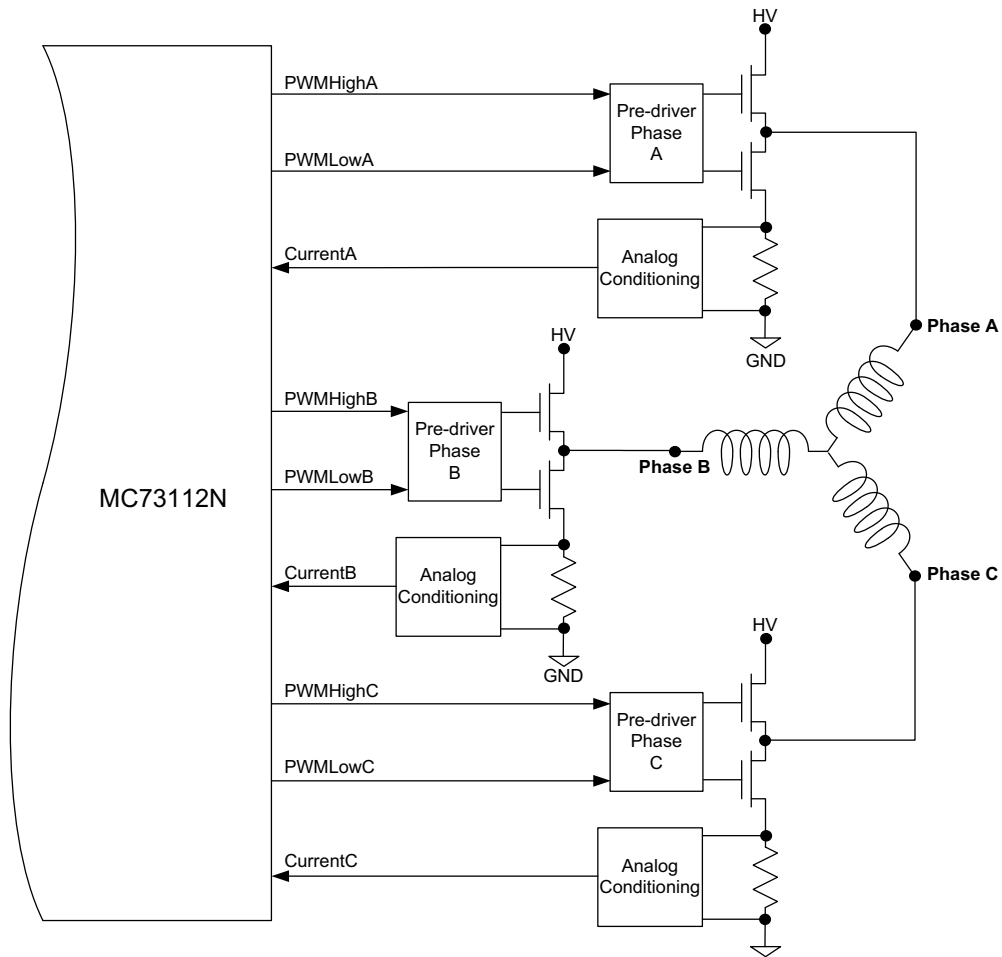 HV
PWMHighA
Pre-driver
Phase
A
PWMLowA
CurrentA
Analog
Conditioning
GND
Phase A
HV
PWMHighB
Pre-driver
Phase
B
PWMLowB
Phase B
MC73112N
CurrentB
Analog
Conditioning
GND
Phase C
HV
PWMHighC
Pre-driver
Phase
C
PWMLowC
CurrentC
Analog
Conditioning